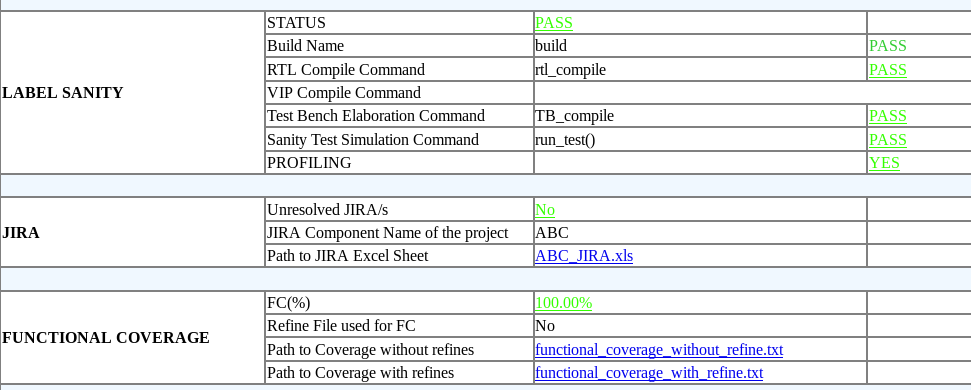 STATUS PASS
Build Name build PASS
RTL Compile Command rtl_compile PASS
LABEL SANITY
VIP Compile Command
Test Bench Elaboration Command TB_compile PASS
Sanity Test Simulation Command run_test() PASS
PROFILING YES
Unresolved JIRA/s No
JIRA
JIRA Component Name of the project ABC
Path to JIRA Excel Sheet ABC_JIRA.xls
FC(%) 100.00%
Refine File used for FC No
FUNCTIONAL COVERAGE
Path to Coverage without refines functional_coverage_without_refine.txt
Path to Coverage with refines functional_coverage_with_refine.txt